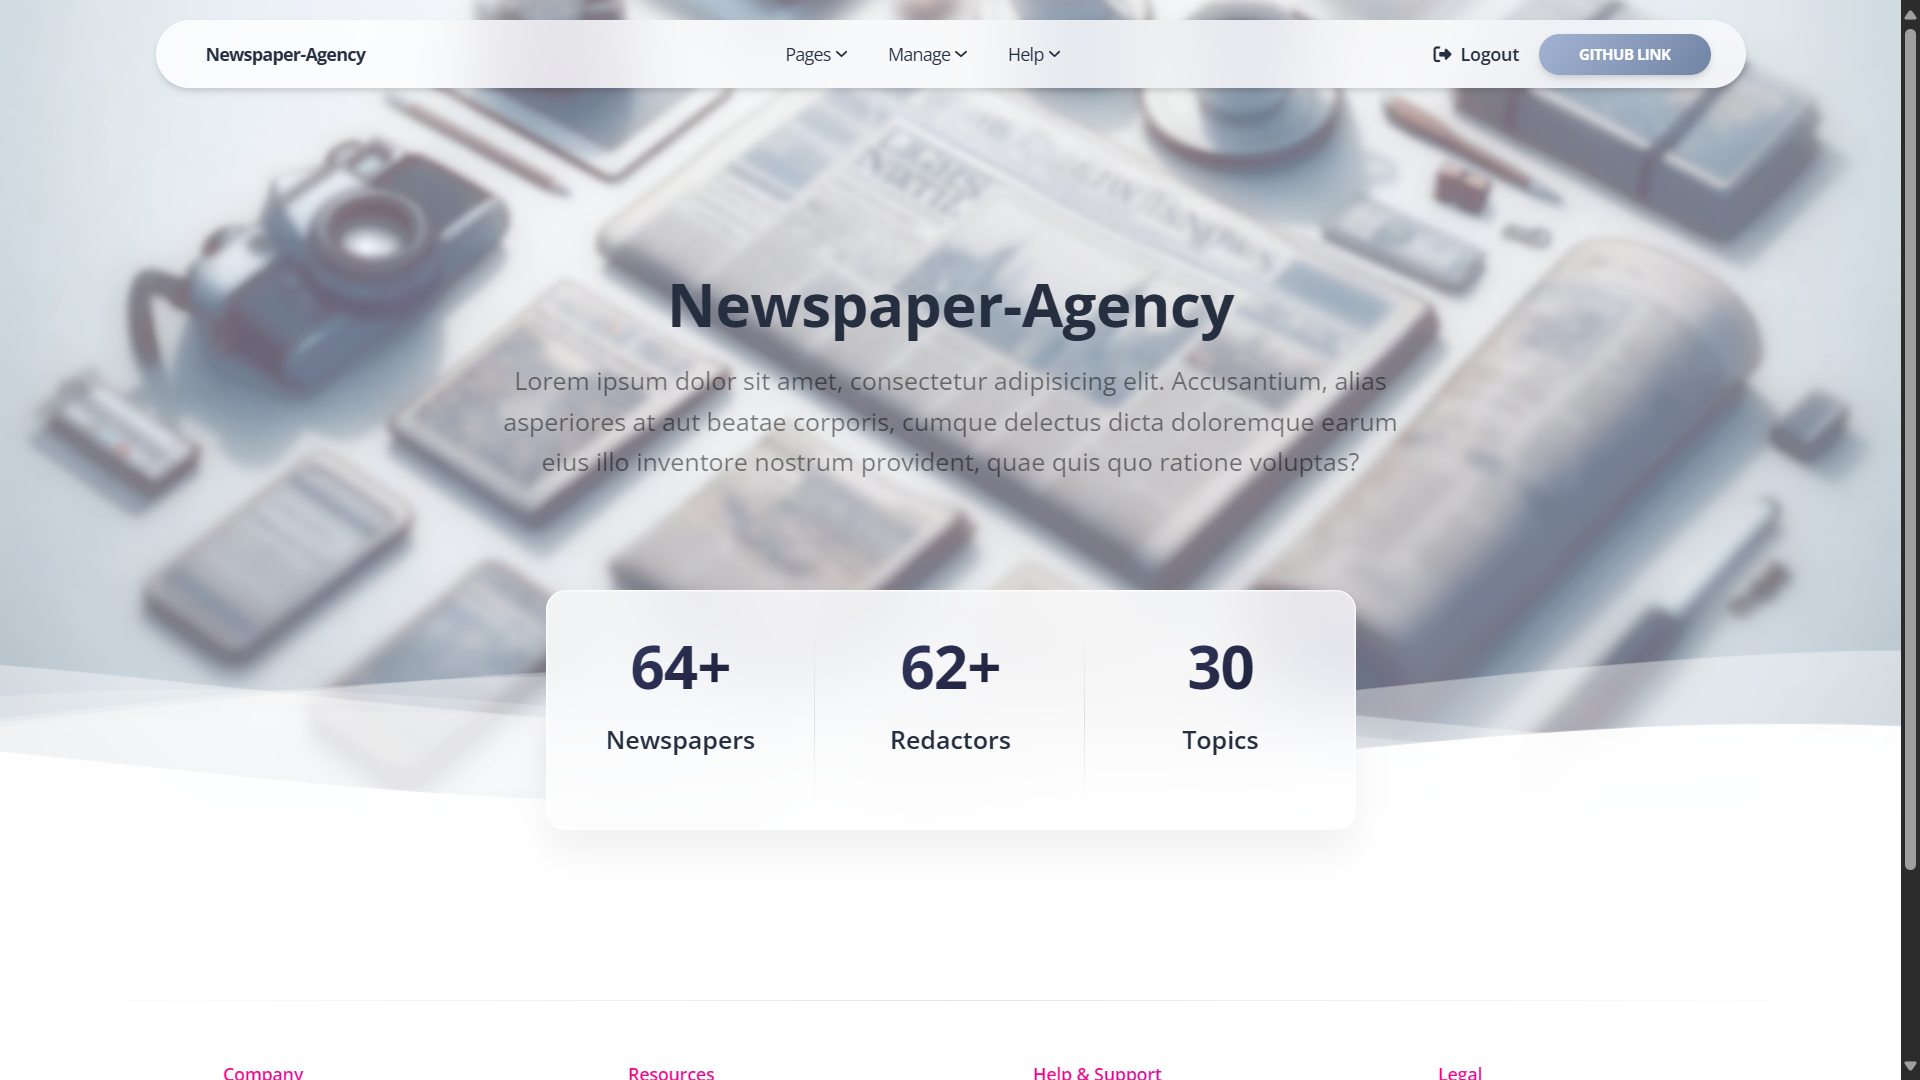 Newspaper-Agency
Pages
Manage
Help
Logout
GITHUB LINK
Newspaper-Agency
Lorem ipsum dolor sit amet, consectetur adipisicing elit. Accusantium, alias
asperiores at aut beatae corporis, cumque delectus dicta doloremque earum
eius illo inventore nostrum provident, quae quis quo ratione voluptas?
64+
Newspapers
62+
Redactors
30
Topics
Company
Resources
Help & Support
Legal